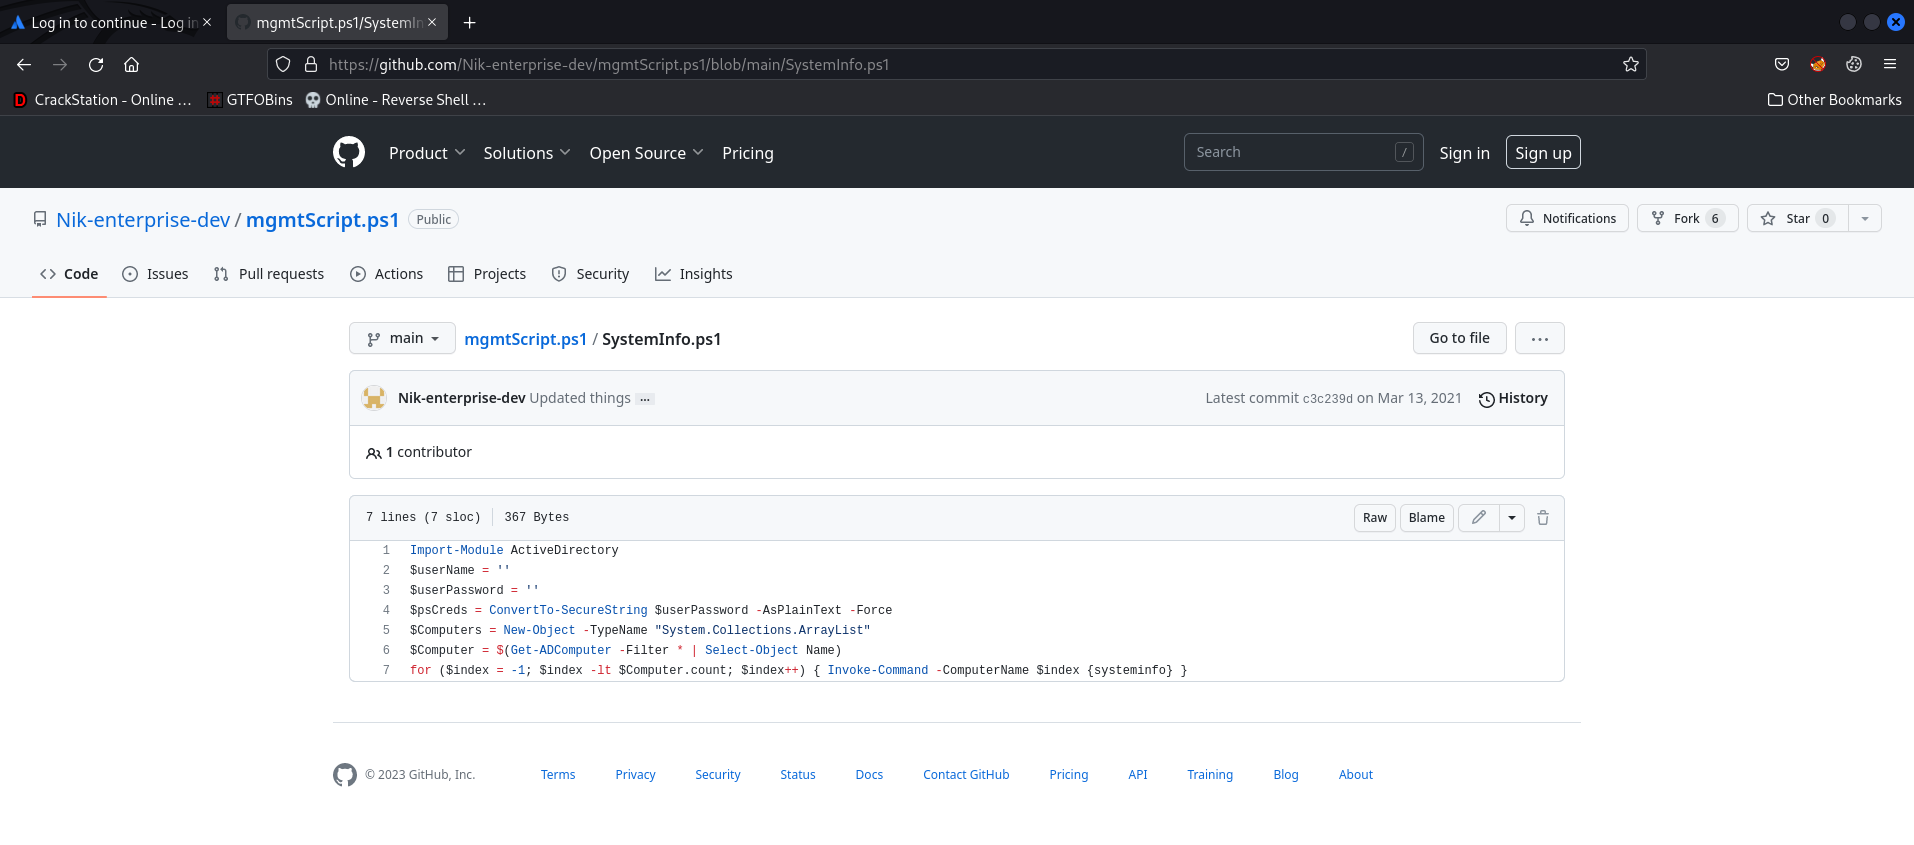 Log in to continue - Log in
mgmtScript.ps1/SystemIn
https://github.com/Nik-enterprise-dev/mgmtScript.ps1/blob/main/SystemInfo.ps1
CrackStation - Online ... GTFOBins Online - Reverse Shell ... Other Bookmarks
Product Solutions Open Source Pricing Search / Sign in Sign up
Nik-enterprise-dev / mgmtScript.ps1 Public Notifications Fork 6 Star 0
Code Issues Pull requests Actions Projects Security Insights
main mgmtScript.ps1 / SystemInfo.ps1 Go to file ...
Nik-enterprise-dev Updated things ... Latest commit c3c239d on Mar 13, 2021 History
1 contributor
7 lines (7 sloc) 367 Bytes Raw Blame
1 Import-Module ActiveDirectory
2 $userName = ''
3 $userPassword = ''
4 $psCreds = ConvertTo-SecureString $userPassword -AsPlainText -Force
5 $Computers = New-Object -TypeName "System.Collections.ArrayList"
6 $Computer = $(Get-ADComputer -Filter * | Select-Object Name)
7 for ($index = -1; $index -lt $Computer.count; $index++) { Invoke-Command -ComputerName $index {systeminfo} }
© 2023 GitHub, Inc. Terms Privacy Security Status Docs Contact GitHub Pricing API Training Blog About